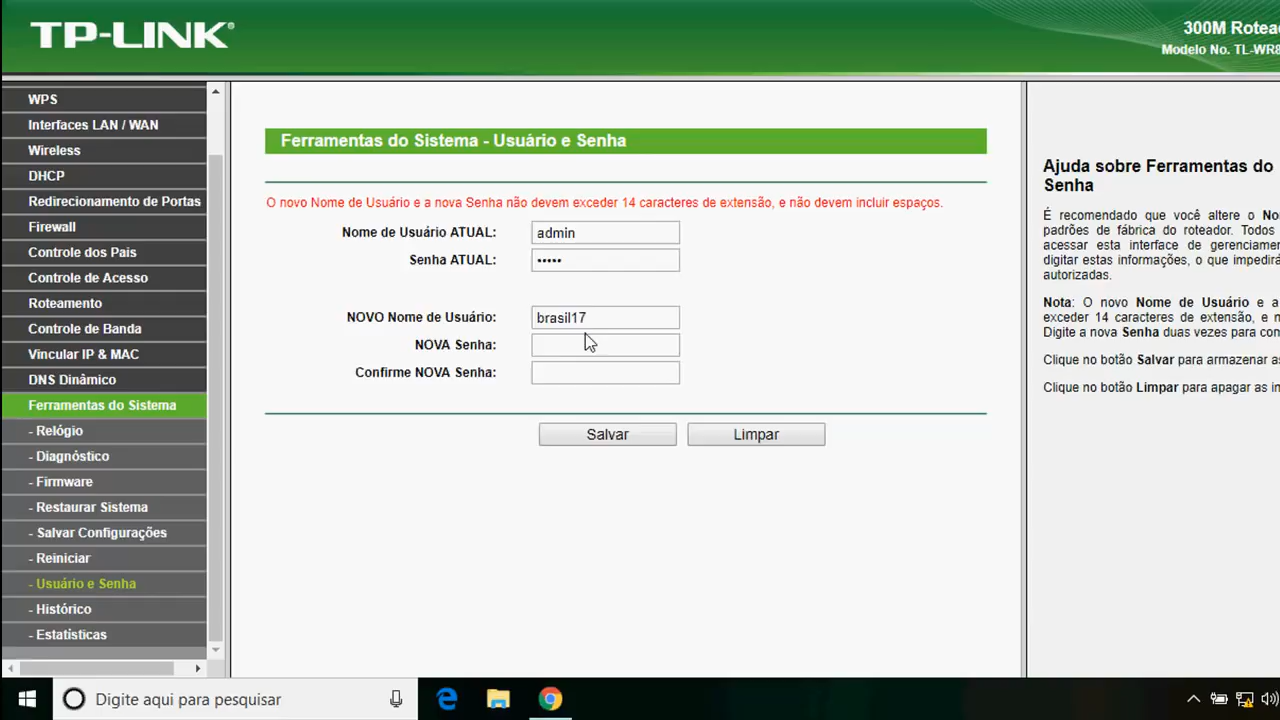 TP-LINK®
300M Rotea
Modelo No. TL-WR8
WPS
Interfaces LAN / WAN
Wireless
DHCP
Redirecionamento de Portas
Firewall
Controle dos Pais
Controle de Acesso
Roteamento
Controle de Banda
Vincular IP & MAC
DNS Dinâmico
Ferramentas do Sistema
- Relógio
- Diagnóstico
- Firmware
- Restaurar Sistema
- Salvar Configurações
- Reiniciar
- Usuário e Senha
- Histórico
- Estatísticas
Ferramentas do Sistema - Usuário e Senha
O novo Nome de Usuário e a nova Senha não devem exceder 14 caracteres de extensão, e não devem incluir espaços.
Nome de Usuário ATUAL: admin
Senha ATUAL: •••••
NOVO Nome de Usuário: brasil17
NOVA Senha:
Confirme NOVA Senha:
Salvar Limpar
Ajuda sobre Ferramentas do
Senha
É recomendado que você altere o No
padrões de fábrica do roteador. Todos
acessar esta interface de gerenciame
digitar estas informações, o que impedirá
autorizadas.
Nota: O novo Nome de Usuário e a
exceder 14 caracteres de extensão, e n
Digite a nova Senha duas vezes para con
Clique no botão Salvar para armazenar a
Clique no botão Limpar para apagar as in
Digite aqui para pesquisar